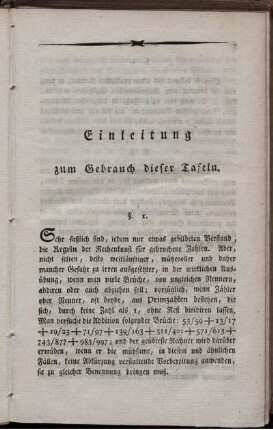 Einleitung
zum Gebrauch dieser Tafeln.
§. 1.
Sehr faßlich sind, jedem nur etwas gebildeten Verstand,
die Regeln der Rechenkunst für gebrochene Zahlen. Aber,
nicht selten, desto weitläuftiger, mühevoller und daher
mancher Gefahr zu irren ausgesetzter, in der wirklichen Aus-
übung, wenn man viele Brüche, von ungleichen Nennern,
addiren oder auch abziehen soll; vorzüglich, wenn Zähler
oder Nenner, oft beyde, aus Primzahlen bestehen, die
sich, durch keine Zahl als 1, ohne Rest dividiren lassen.
Man versuche die Addition folgender Brüche: 53/59 + 13/17
+ 19/23 + 71/97 + 139/163 + 311/401 + 571/613 +
743/877 + 983/997; und der geübteste Rechner wird darüber
ermüden, wenn er die mühsame, in diesen und ähnlichen
Fällen, keine Abkürzung verstattende Vorbereitung anwenden,
sie zu gleicher Benennung bringen muß.